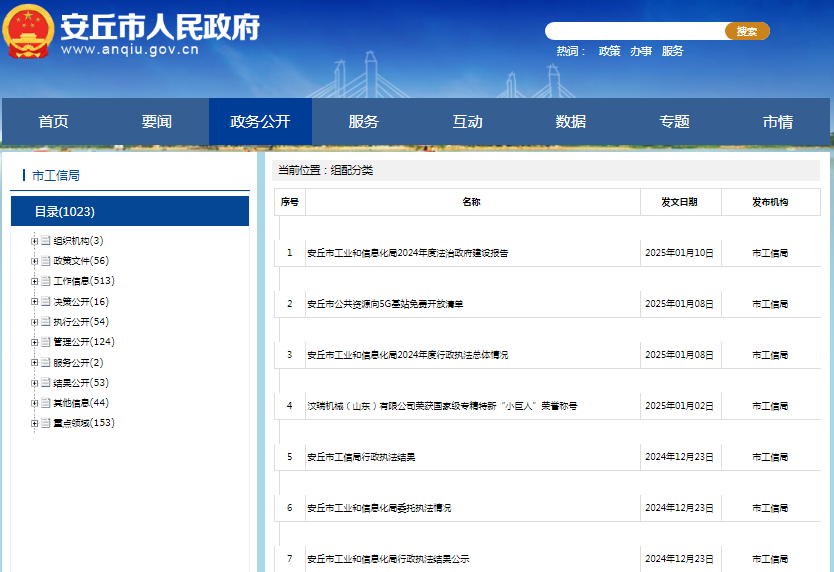 安丘市人民政府
www.anqiu.gov.cn
搜索
热词： 政策 办事 服务
首页 要闻 政务公开 服务 互动 数据 专题 市情
市工信局
目录(1023)
组织机构(3)
政策文件(56)
工作信息(513)
决策公开(16)
执行公开(54)
管理公开(124)
服务公开(2)
结果公开(53)
其他信息(44)
重点领域(153)
当前位置：组配分类
序号 名称 发文日期 发布机构
1 安丘市工业和信息化局2024年度法治政府建设报告 2025年01月10日 市工信局
2 安丘市公共资源向5G基站免费开放清单 2025年01月08日 市工信局
3 安丘市工业和信息化局2024年度行政执法总体情况 2025年01月08日 市工信局
4 汶瑞机械（山东）有限公司荣获国家级专精特新“小巨人”荣誉称号 2025年01月02日 市工信局
5 安丘市工信局行政执法结果 2024年12月23日 市工信局
6 安丘市工业和信息化局委托执法情况 2024年12月23日 市工信局
7 安丘市工业和信息化局行政执法结果公示 2024年12月23日 市工信局